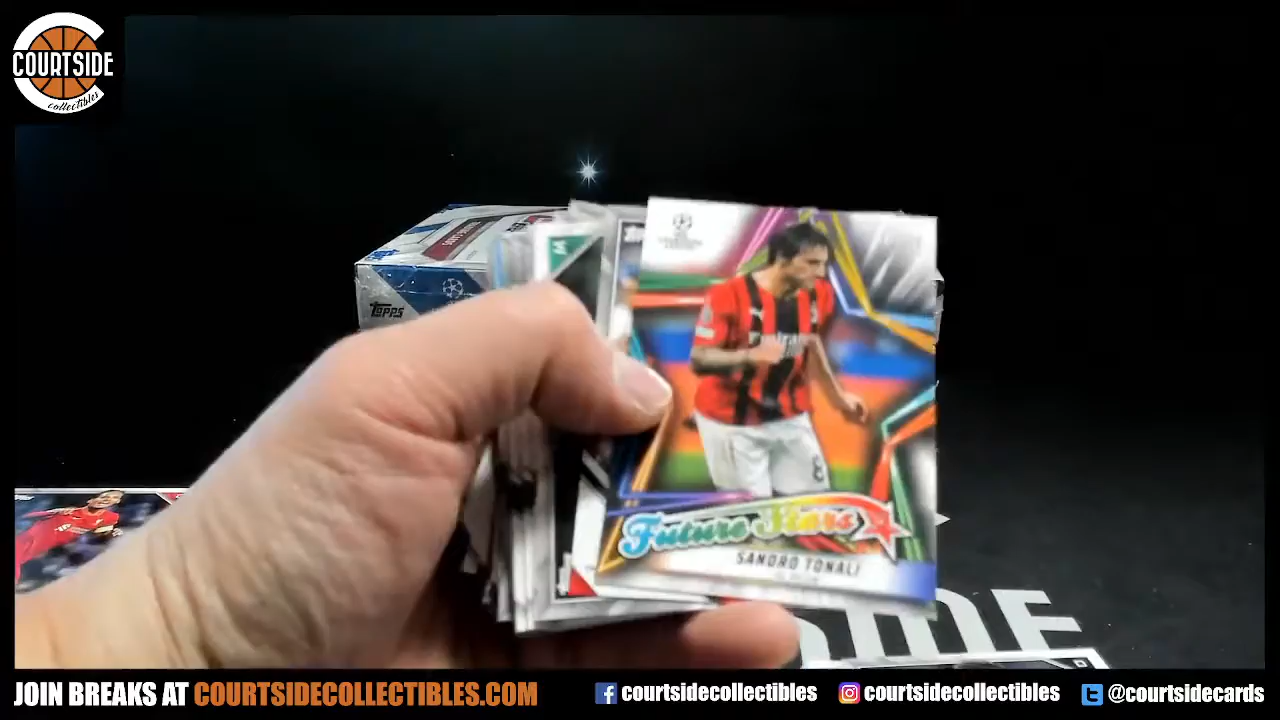 COURTSIDE
collectibles
Topps
Future Stars
SANDRO TONALI
JOIN BREAKS AT COURTSIDECOLLECTIBLES.COM
courtsidecollectibles
courtsidecollectibles
@courtsidecards